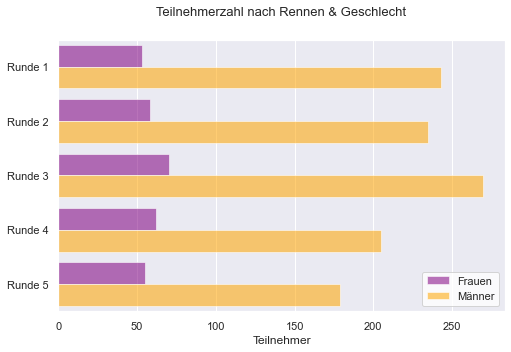 Teilnehmerzahl nach Rennen & Geschlecht
Runde 1
Runde 2
Runde 3
Runde 4
Runde 5
Frauen
Männer
0 50 100 150 200 250
Teilnehmer